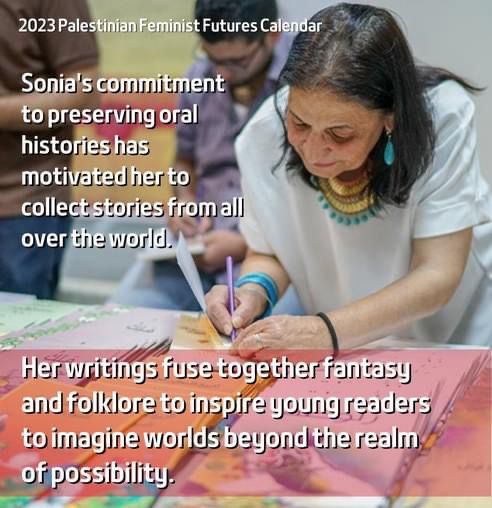 2023 Palestinian Feminist Futures Calendar
Sonia's commitment
to preserving oral
histories has
motivated her to
collect stories from all
over the world.
Her writings fuse together fantasy
and folklore to inspire young readers
to imagine worlds beyond the realm
of possibility.